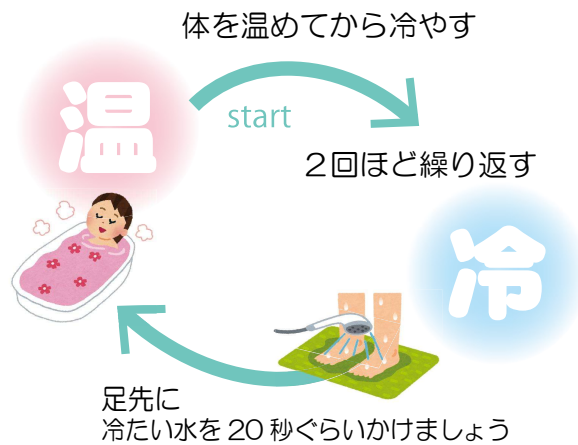 体を温めてから冷やす
温
start
２回ほど繰り返す
冷
足先に
冷たい水を20秒ぐらいかけましょう